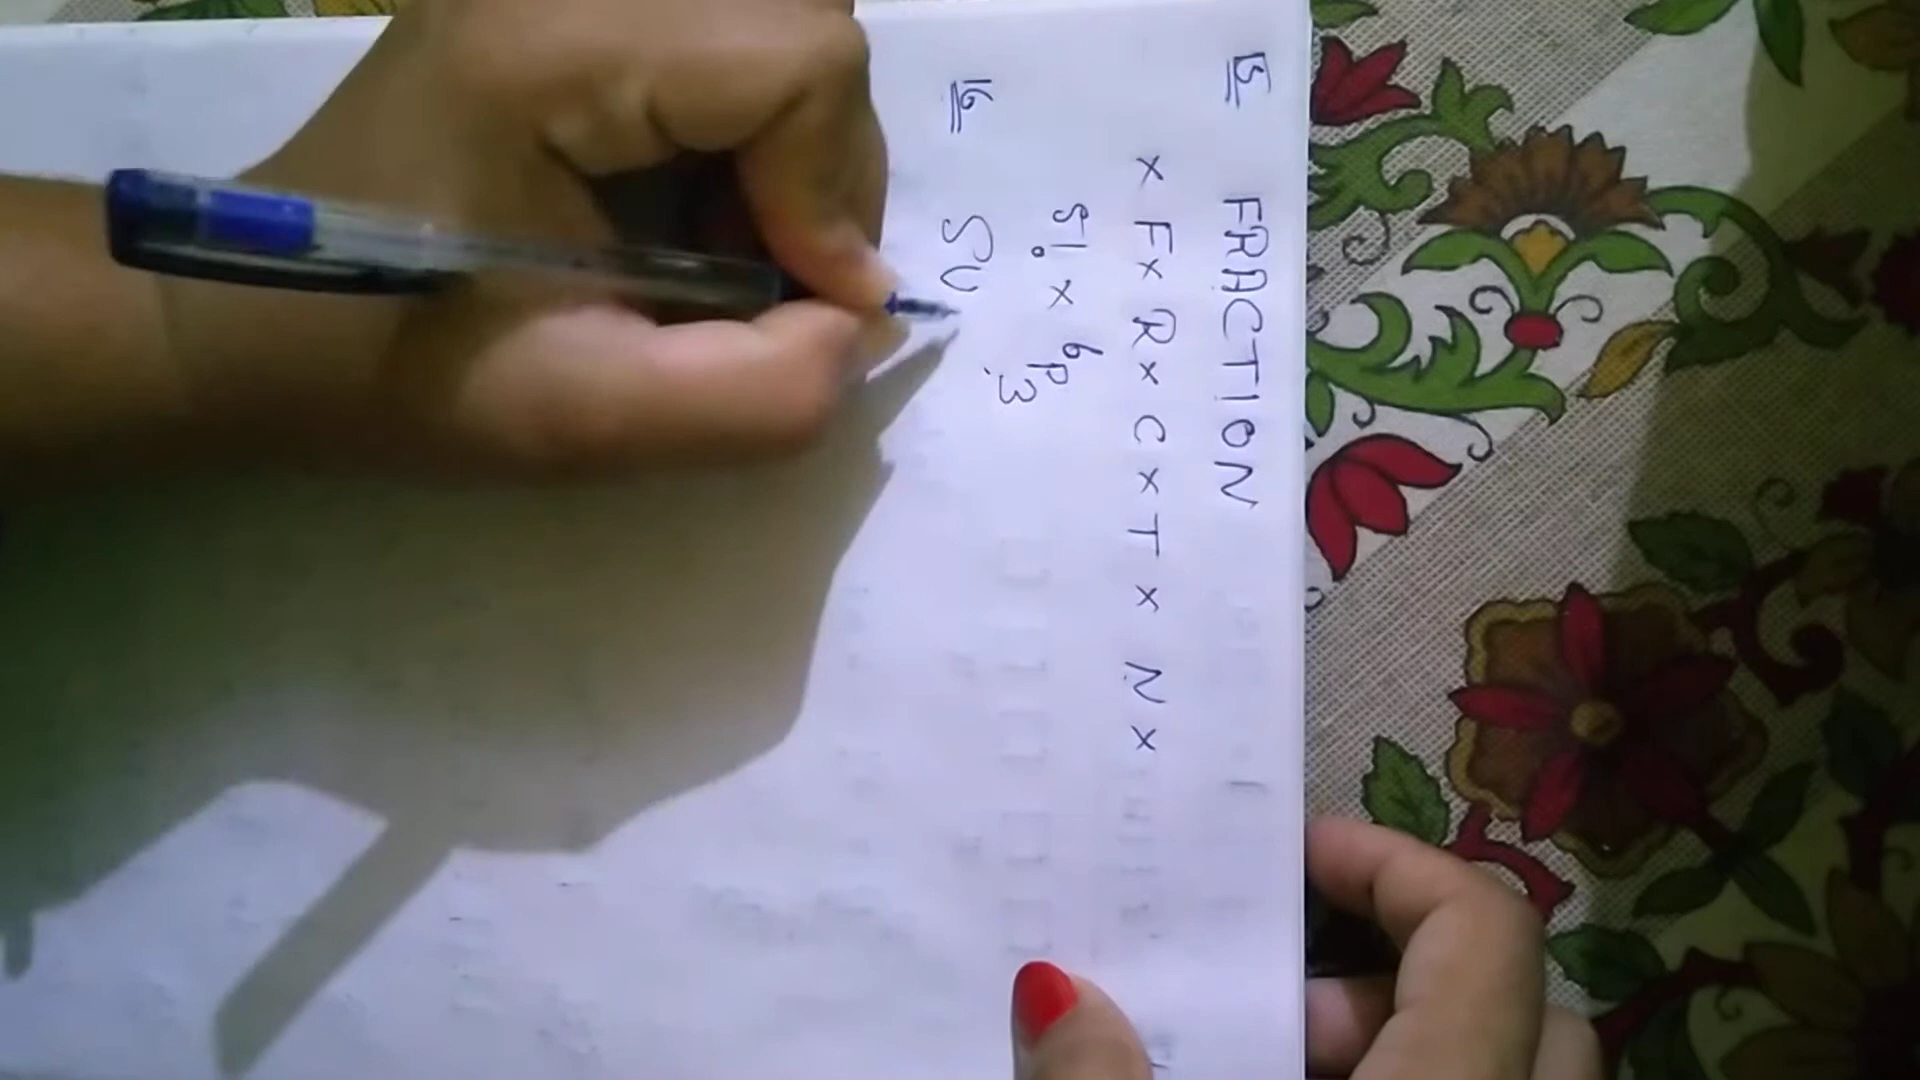 15 FRACTION
x F x R x C x T x N x
5! x 6P3
16 SU